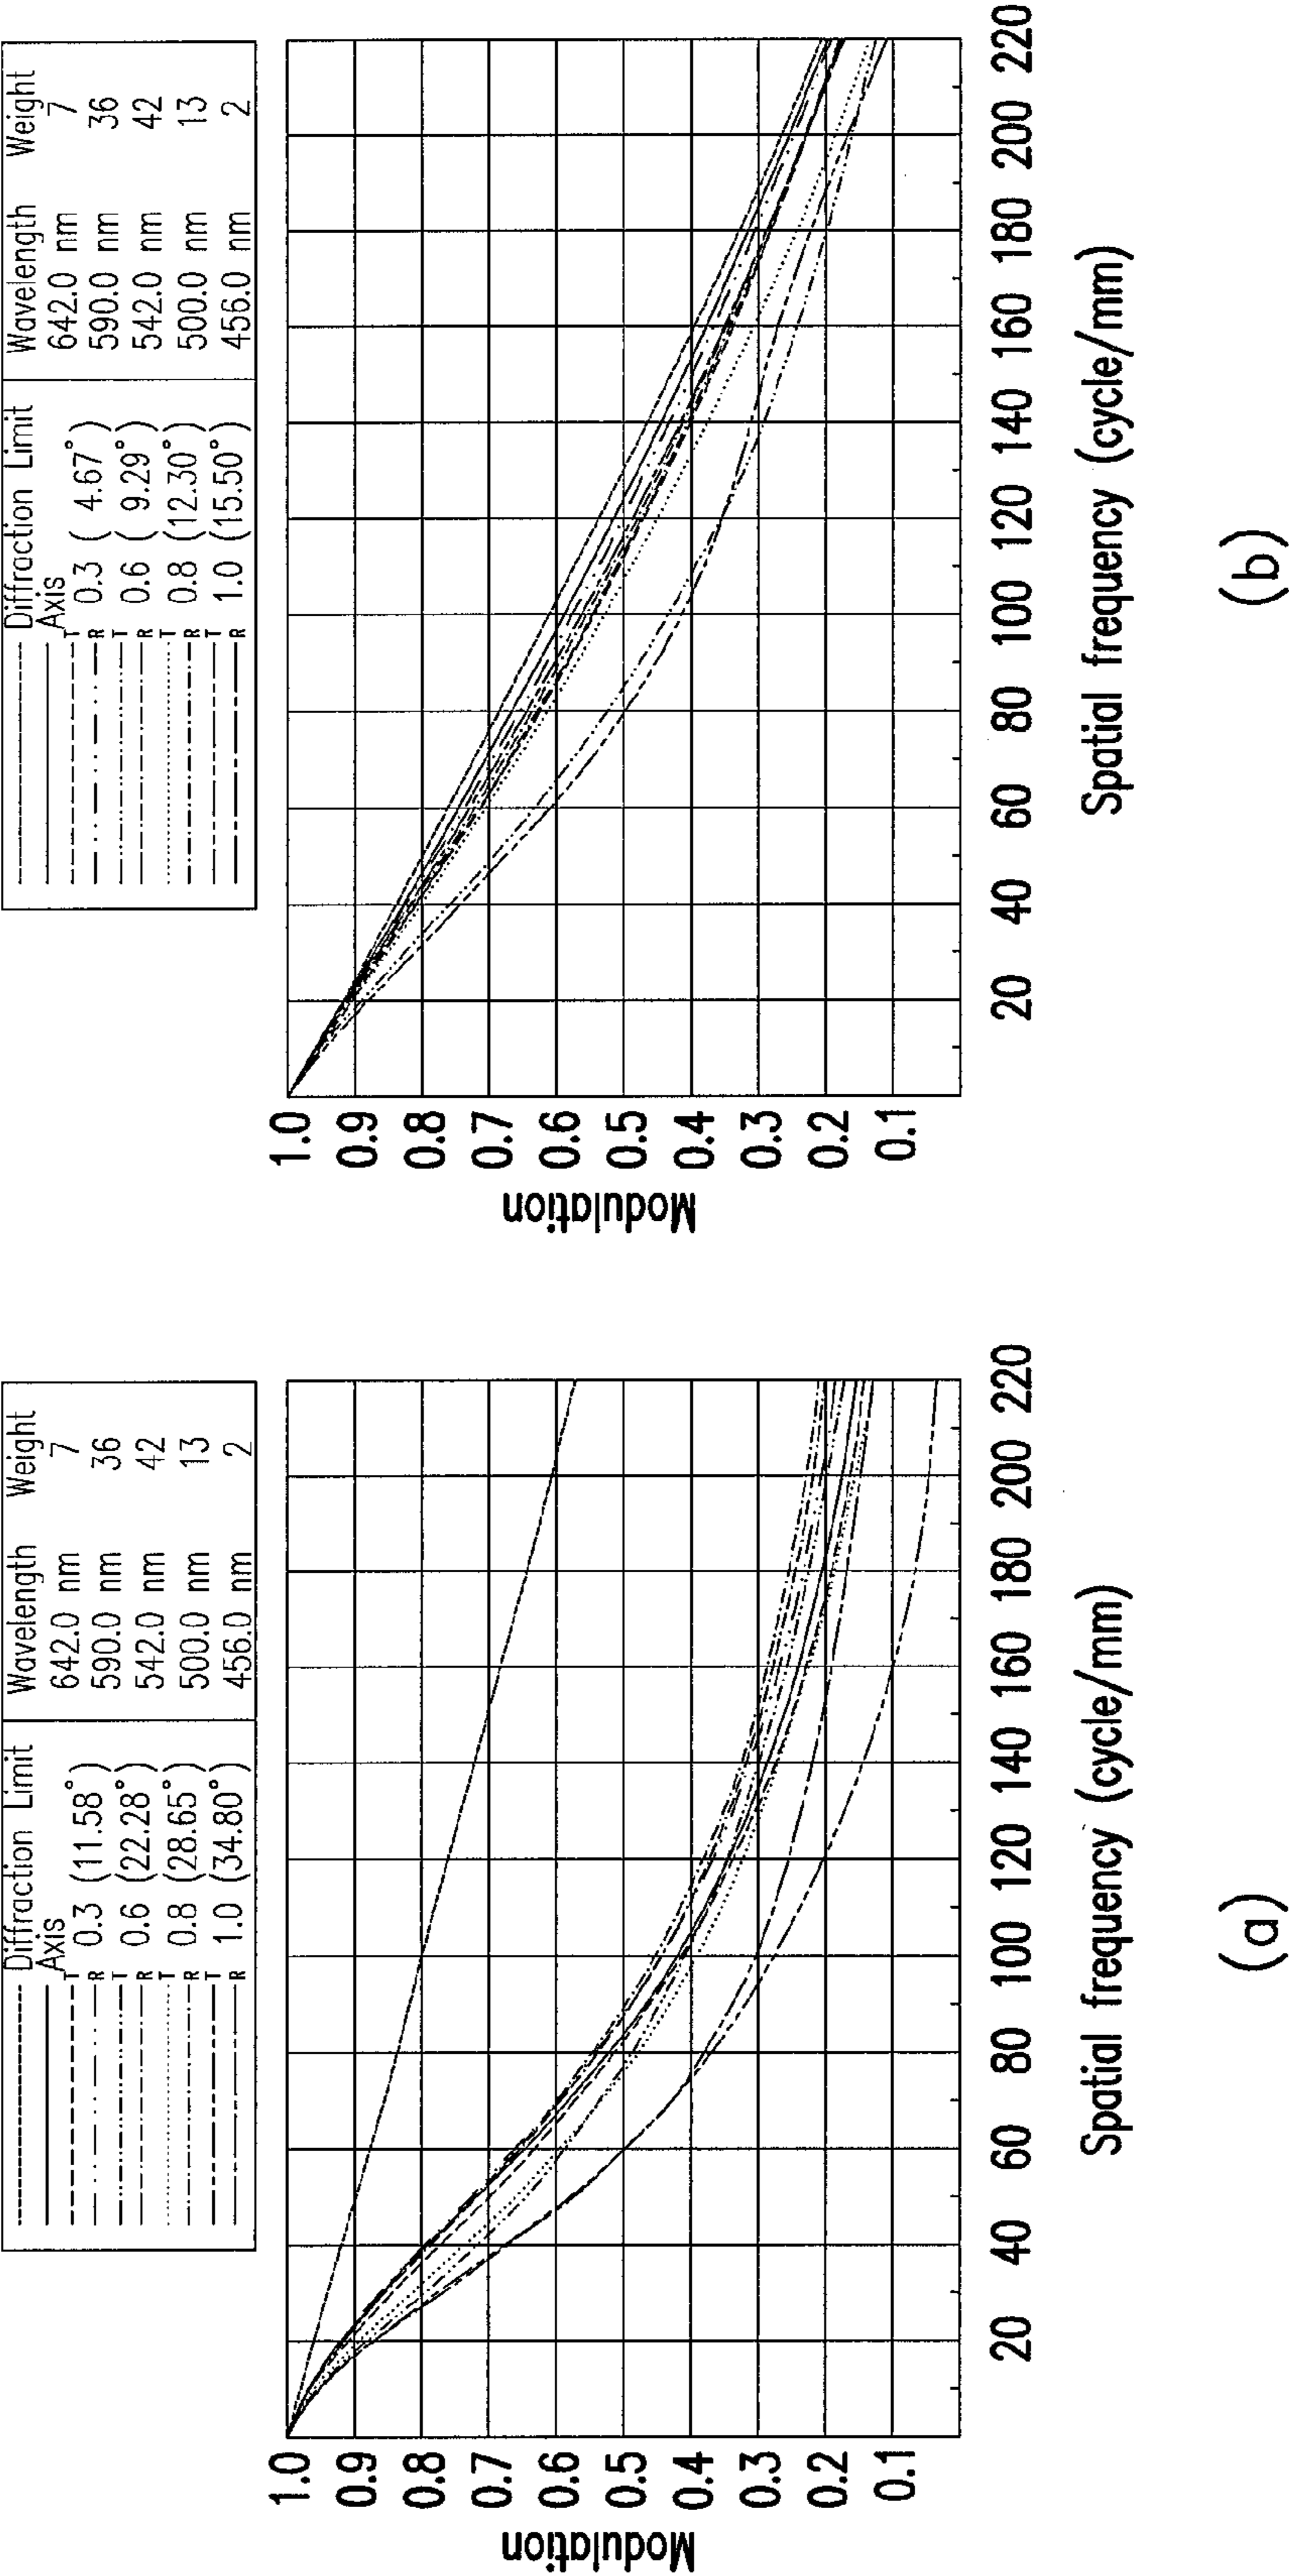 Diffraction Limit Wavelength Weight
Axis 642.0 nm 7
T
R 0.3 (11.58°) 590.0 nm 36
T
R 0.6 (22.28°) 542.0 nm 42
T
R 0.8 (28.65°) 500.0 nm 13
T
R 1.0 (34.80°) 456.0 nm 2
Modulation
1.0
0.9
0.8
0.7
0.6
0.5
0.4
0.3
0.2
0.1
20 40 60 80 100 120 140 160 180 200 220
Spatial frequency (cycle/mm)
(a)
Diffraction Limit Wavelength Weight
Axis 642.0 nm 7
T
R 0.3 ( 4.67°) 590.0 nm 36
T
R 0.6 ( 9.29°) 542.0 nm 42
T
R 0.8 (12.30°) 500.0 nm 13
T
R 1.0 (15.50°) 456.0 nm 2
Modulation
1.0
0.9
0.8
0.7
0.6
0.5
0.4
0.3
0.2
0.1
20 40 60 80 100 120 140 160 180 200 220
Spatial frequency (cycle/mm)
(b)